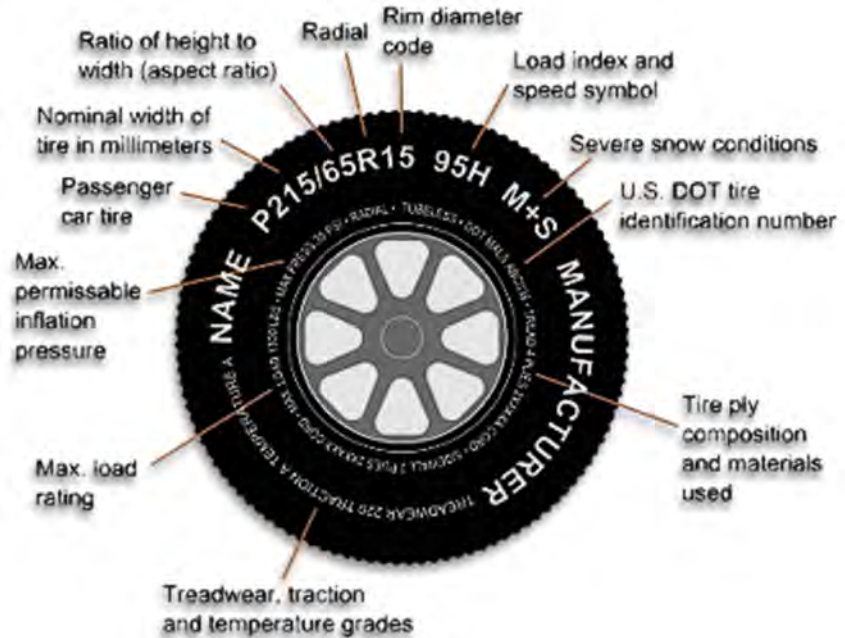 Rim diameter
code
Radial
Ratio of height to
width (aspect ratio)
Load index and
speed symbol
Nominal width of
tire in millimeters
Severe snow conditions
Passenger
car tire
U.S. DOT tire
identification number
Max.
permissable
inflation
pressure
Tire ply
composition
and materials
used
Max. load
rating
Treadwear, traction
and temperature grades
NAME P215/65R15 95H M+S MANUFACTURER
TREADWEAR 220 TRACTION A TEMPERATURE A
RADIAL • TUBELESS